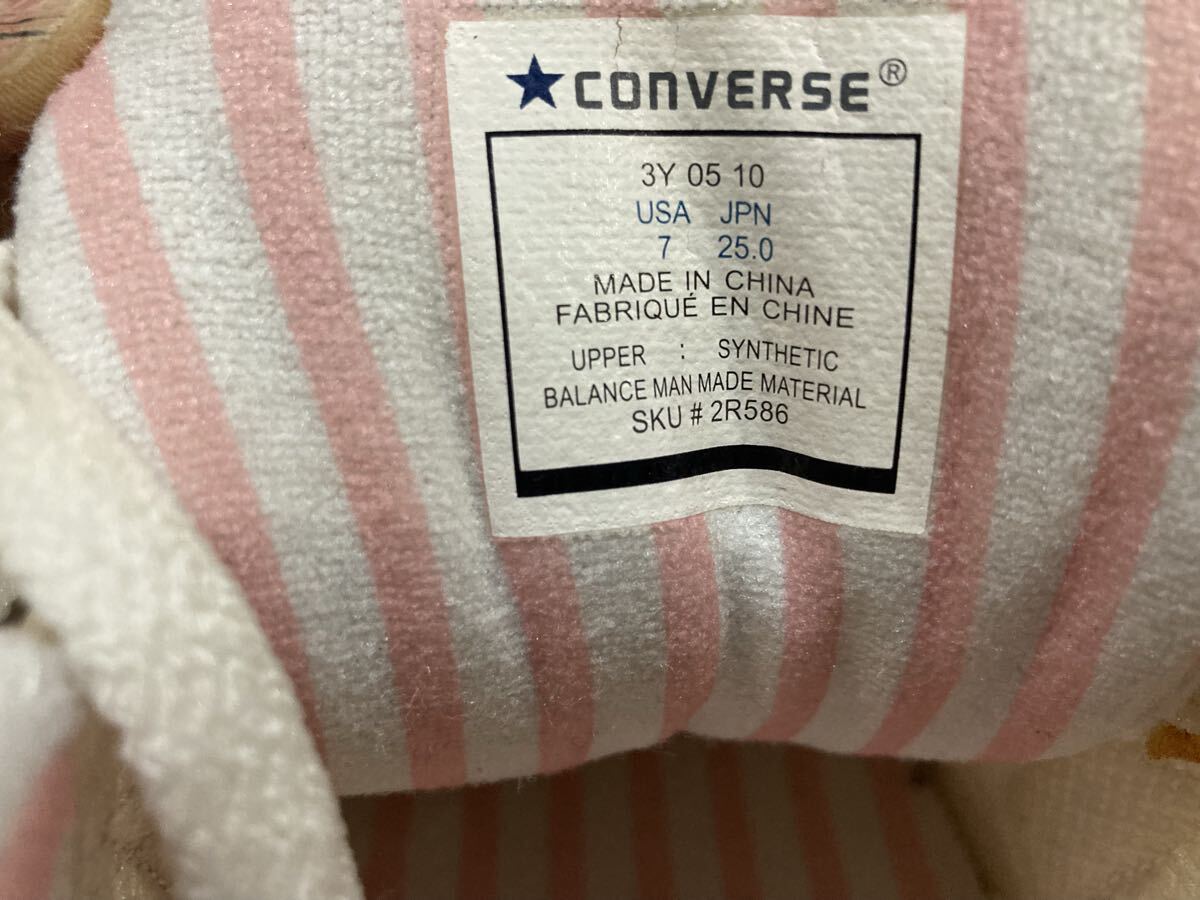 ★CONVERSE®
3Y 05 10
USA JPN
7 25.0
MADE IN CHINA
FABRIQUÉ EN CHINE
UPPER : SYNTHETIC
BALANCE MAN MADE MATERIAL
SKU # 2R586